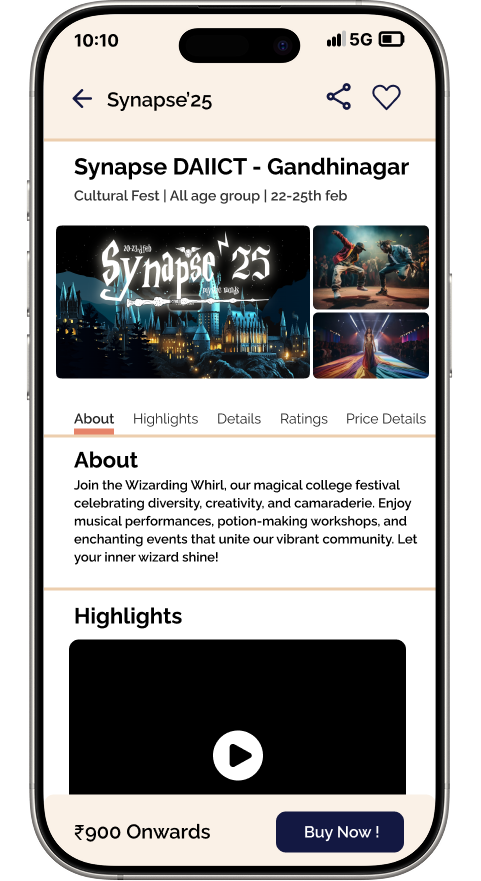 10:10
5G
Synapse'25
Synapse DAIICT - Gandhinagar
Cultural Fest | All age group | 22-25th feb
Synapse '25
About
Highlights
Details
Ratings
Price Details
About
Join the Wizarding Whirl, our magical college festival
celebrating diversity, creativity, and camaraderie. Enjoy
musical performances, potion-making workshops, and
enchanting events that unite our vibrant community. Let
your inner wizard shine!
Highlights
₹900 Onwards
Buy Now !